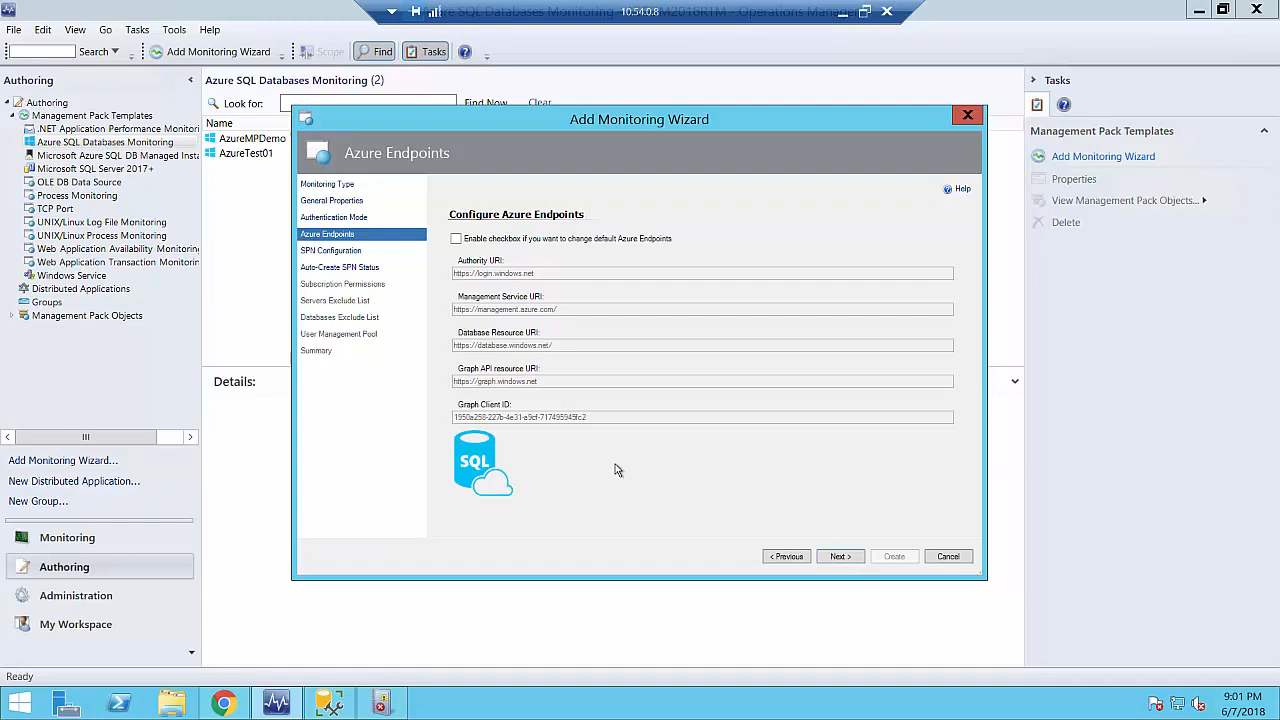 10.54.0.8
File Edit View Go Tasks Tools Help
Search Add Monitoring Wizard Scope Find Tasks
Authoring
Authoring
Management Pack Templates
.NET Application Performance Monitor
Azure SQL Databases Monitoring
Microsoft Azure SQL DB Managed Insta
Microsoft SQL Server 2017+
OLE DB Data Source
Process Monitoring
TCP Port
UNIX/Linux Log File Monitoring
UNIX/Linux Process Monitoring
Web Application Availability Monitoring
Web Application Transaction Monitorin
Windows Service
Distributed Applications
Groups
Management Pack Objects
Add Monitoring Wizard...
New Distributed Application...
New Group...
Monitoring
Authoring
Administration
My Workspace
Azure SQL Databases Monitoring (2)
Look for: Find Now Clear
Name
AzureMPDemo
AzureTest01
Details:
Add Monitoring Wizard
Azure Endpoints
Monitoring Type
General Properties
Authentication Mode
Azure Endpoints
SPN Configuration
Auto-Create SPN Status
Subscription Permissions
Servers Exclude List
Databases Exclude List
User Management Pool
Summary
Help
Configure Azure Endpoints
Enable checkbox if you want to change default Azure Endpoints
Authority URI:
https://login.windows.net
Management Service URI:
https://management.azure.com/
Database Resource URI:
https://database.windows.net/
Graph API resource URI:
https://graph.windows.net
Graph Client ID:
1950a258-227b-4e31-a9cf-717495945fc2
SQL
< Previous Next > Create Cancel
Tasks
Management Pack Templates
Add Monitoring Wizard
Properties
View Management Pack Objects...
Delete
Ready
9:01 PM
6/7/2018